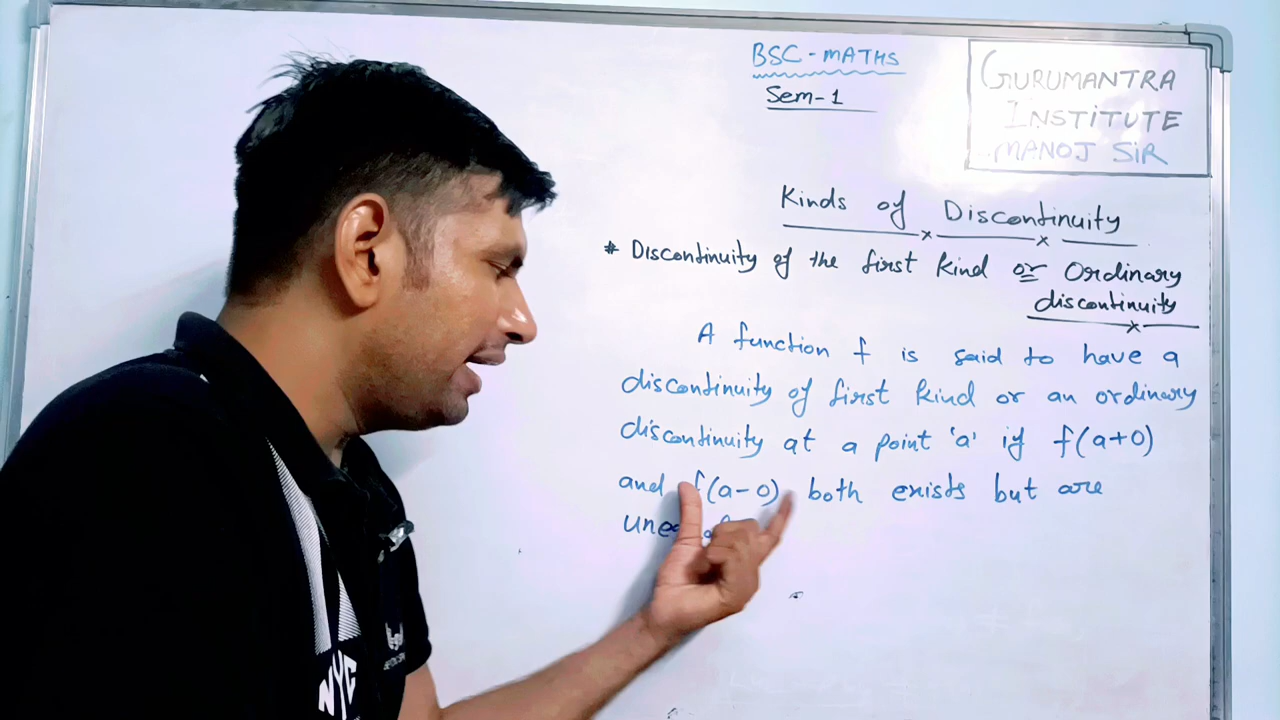 BSC - MATHS
Sem-1
GURUMANTRA
INSTITUTE
MANOJ SIR
Kinds of Discontinuity
* Discontinuity of the first kind or Ordinary
discontinuity
A function f is said to have a
discontinuity of first kind or an ordinary
discontinuity at a point 'a' if f(a+0)
and f(a-0) both exists but are
NYC